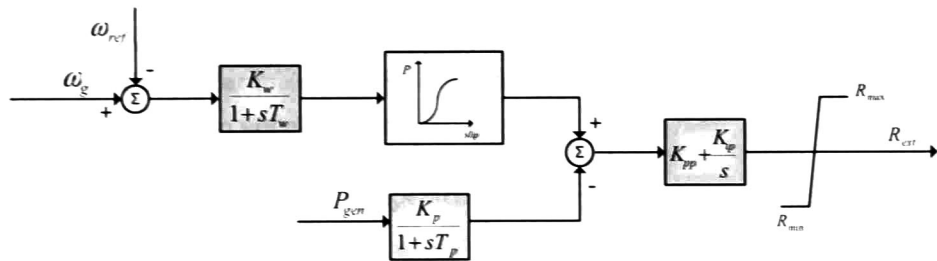 ω_ref
-
ω_g
+
Σ
K_w
1+sT_w
P
slip
+
Σ
-
K_pp + K_ip
s
R_max
R_ext
R_min
P_gen
K_p
1+sT_p